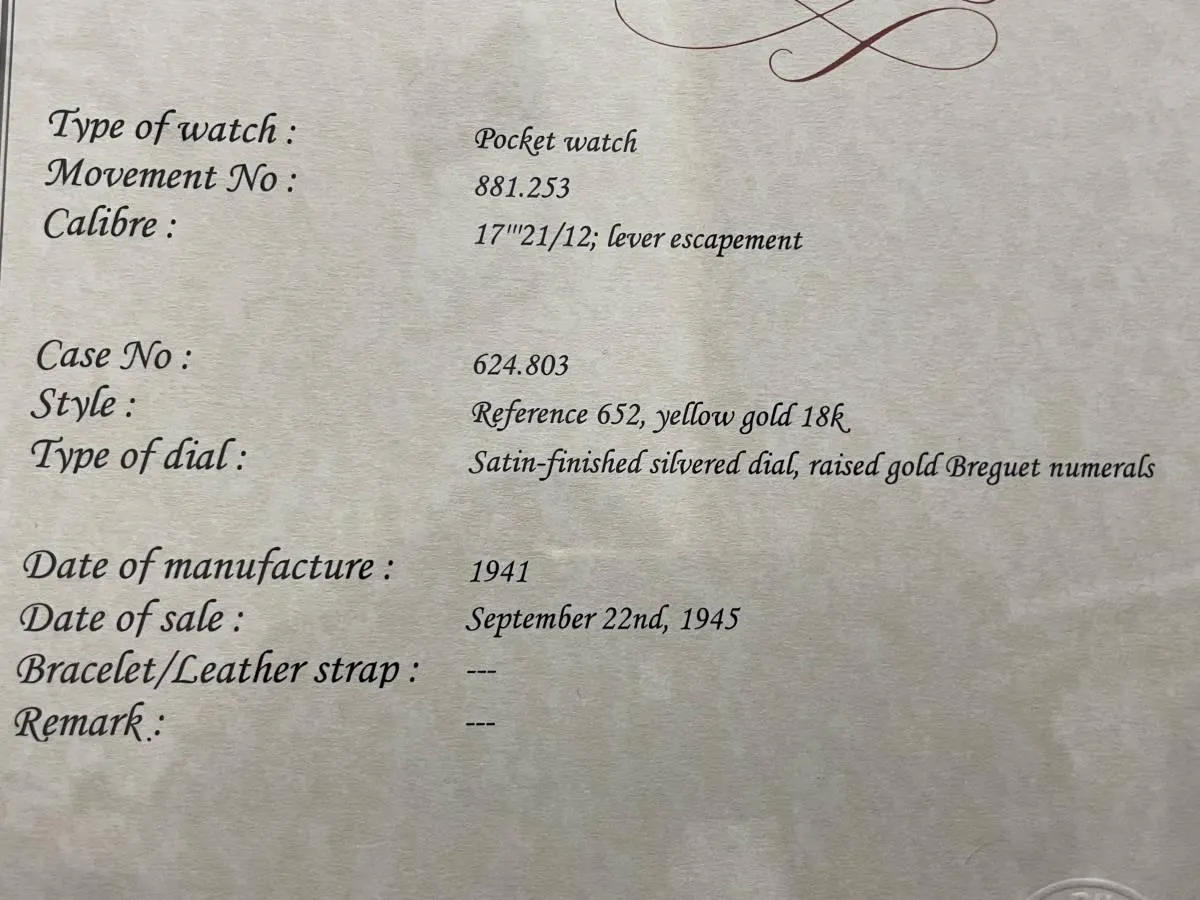 Type of watch : Pocket watch
Movement No : 881.253
Calibre : 17'''21/12; lever escapement
Case No : 624.803
Style : Reference 652, yellow gold 18k
Type of dial : Satin-finished silvered dial, raised gold Breguet numerals
Date of manufacture : 1941
Date of sale : September 22nd, 1945
Bracelet/Leather strap : ---
Remark : ---